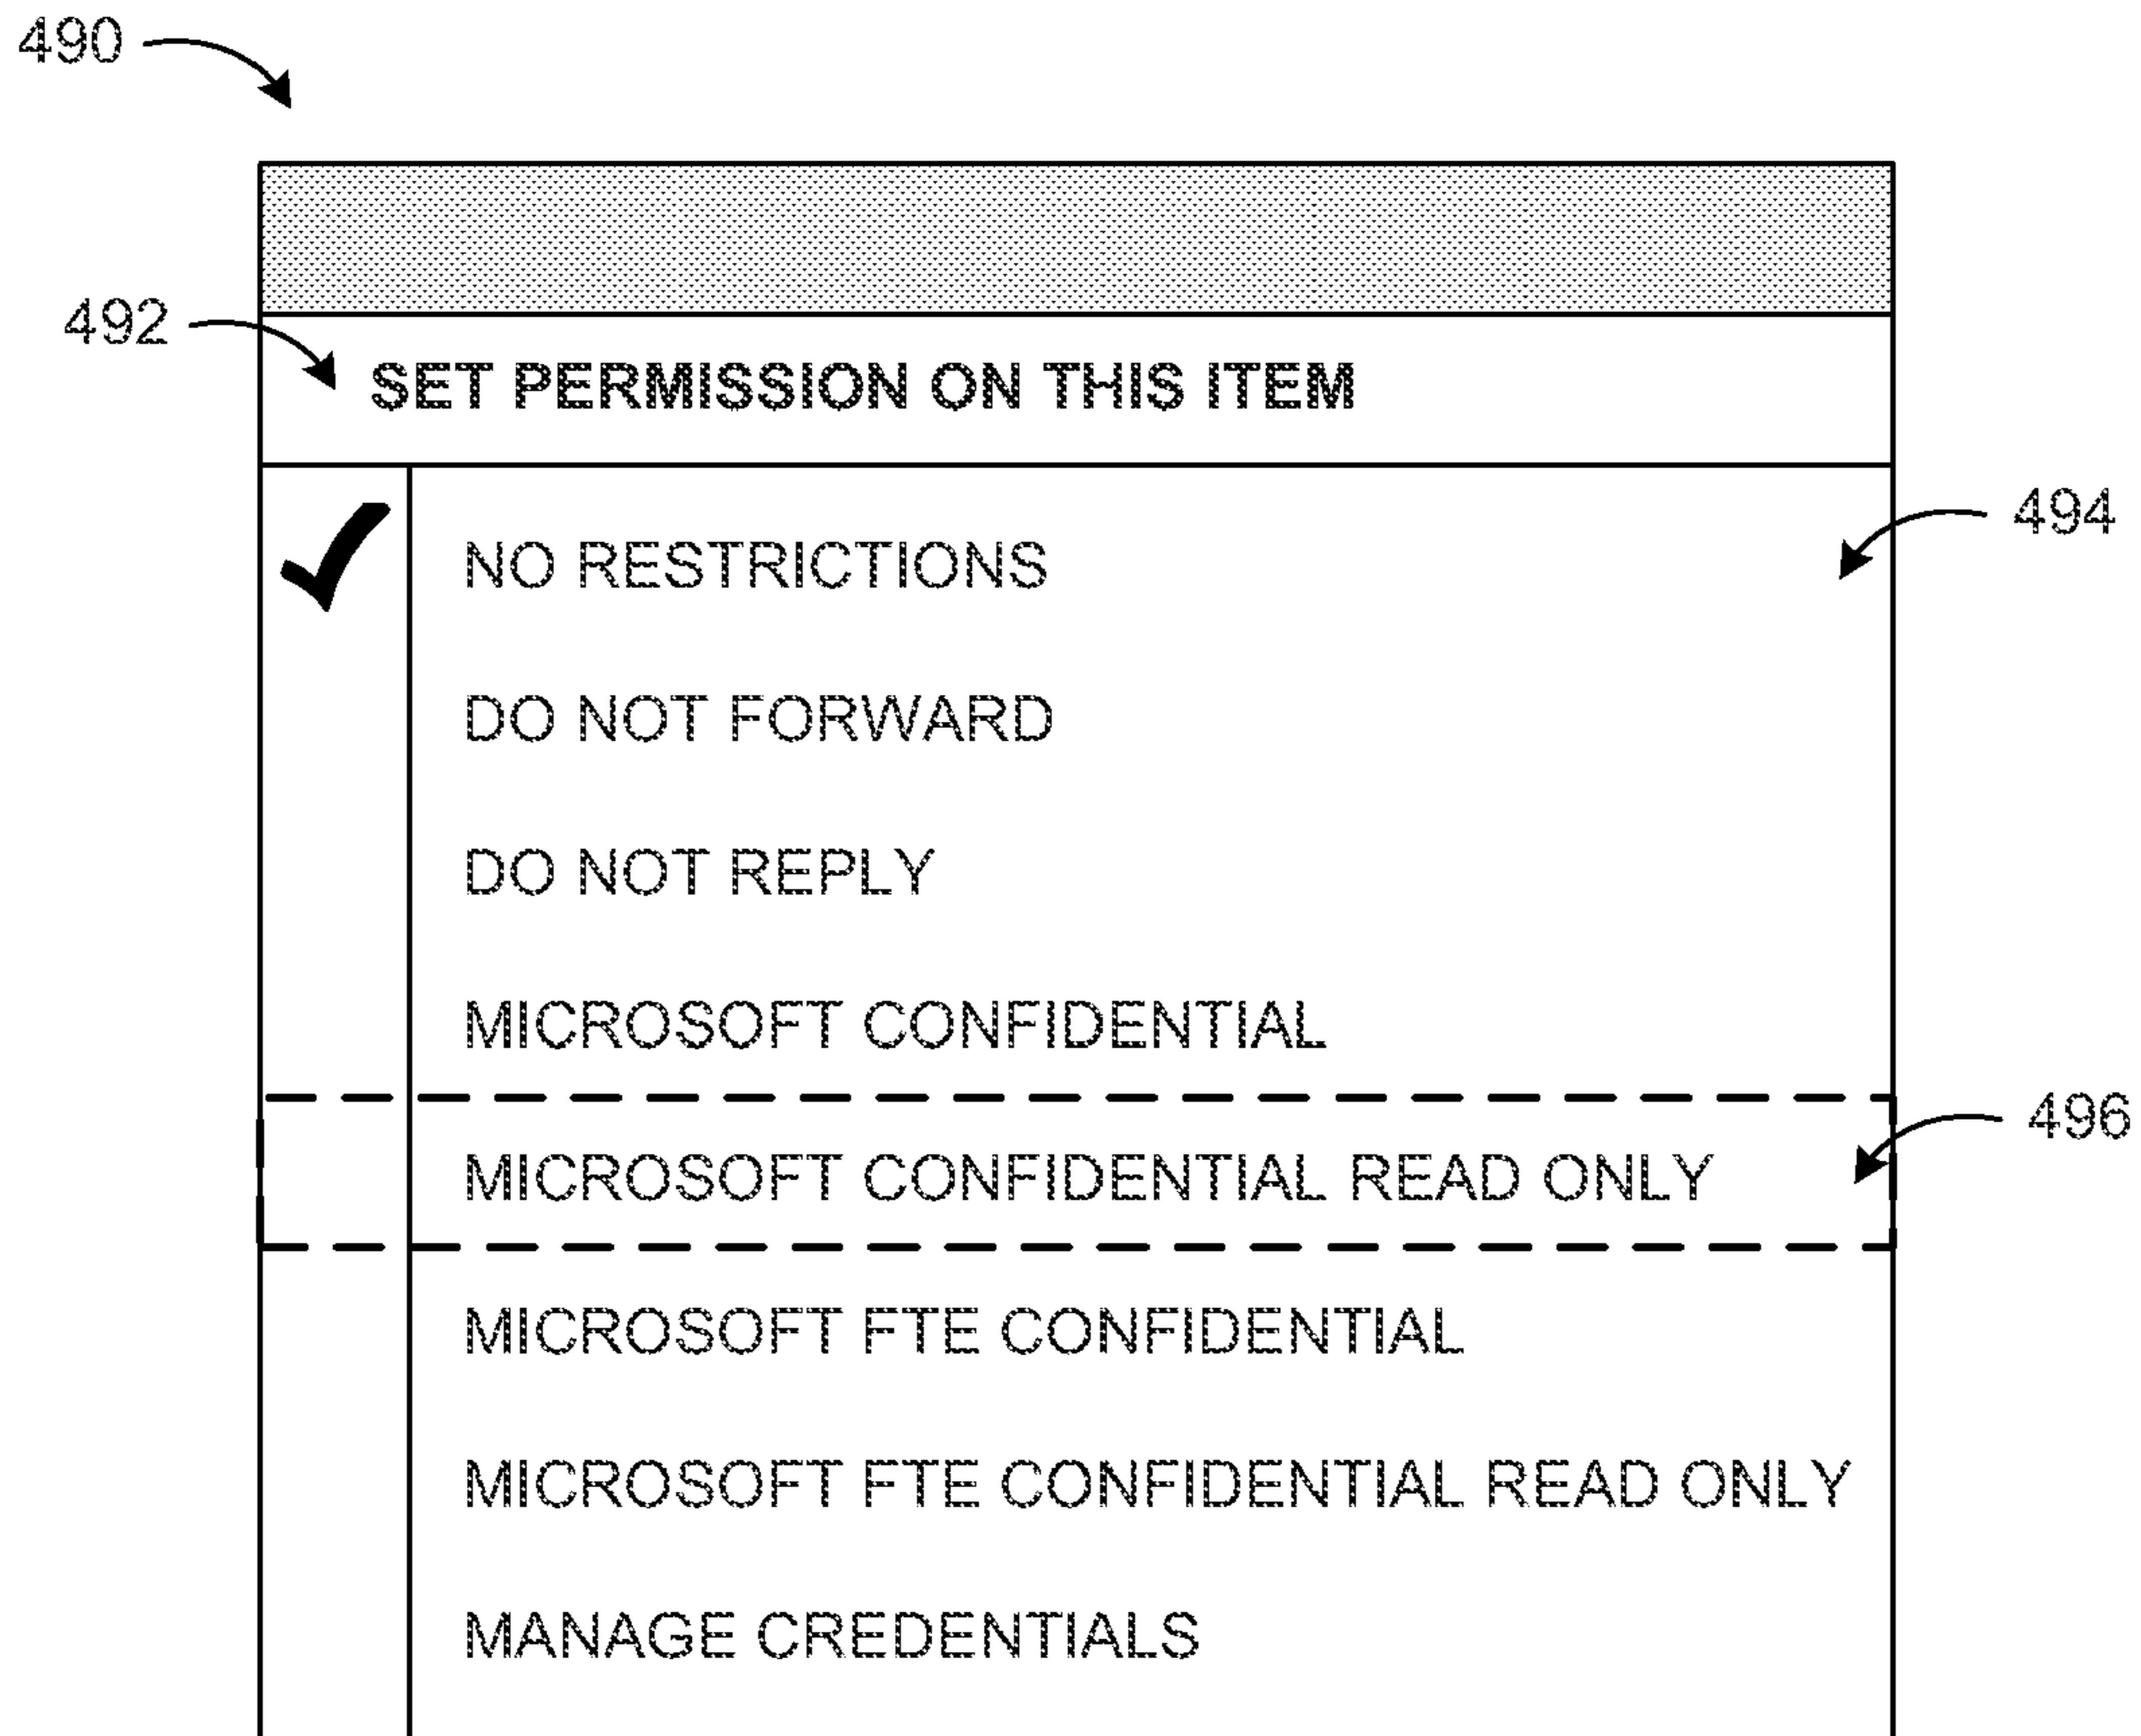 490
492
SET PERMISSION ON THIS ITEM
NO RESTRICTIONS
494
DO NOT FORWARD
DO NOT REPLY
MICROSOFT CONFIDENTIAL
MICROSOFT CONFIDENTIAL READ ONLY
496
MICROSOFT FTE CONFIDENTIAL
MICROSOFT FTE CONFIDENTIAL READ ONLY
MANAGE CREDENTIALS